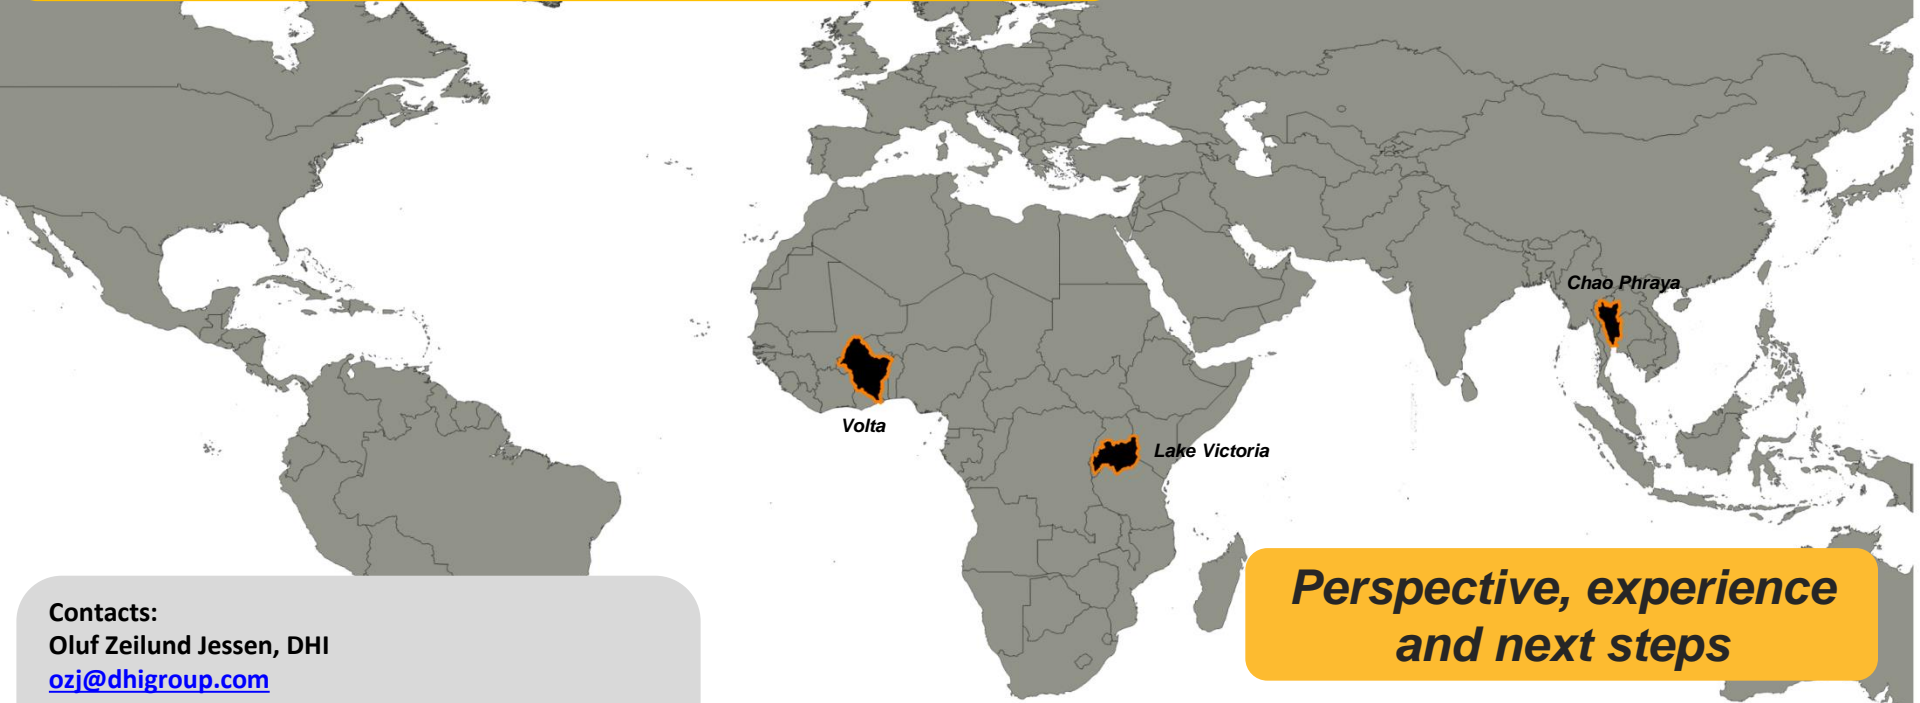 Chao Phraya
Volta
Lake Victoria
Perspective, experience
and next steps
Contacts:
Oluf Zeilund Jessen, DHI
ozj@dhigroup.com